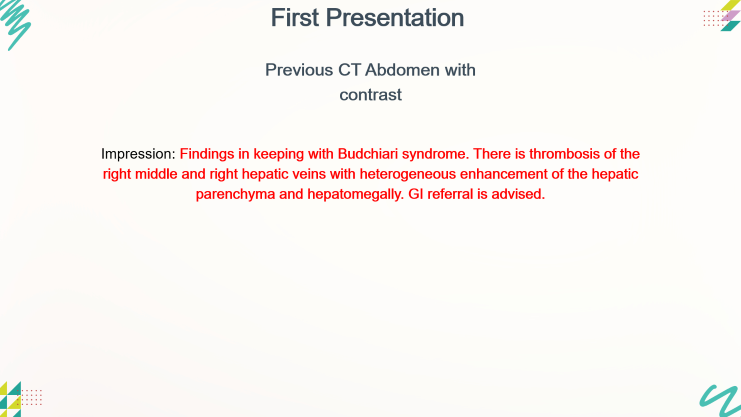 First Presentation
Previous CT Abdomen with
contrast
Impression: Findings in keeping with Budchiari syndrome. There is thrombosis of the
right middle and right hepatic veins with heterogeneous enhancement of the hepatic
parenchyma and hepatomegally. GI referral is advised.